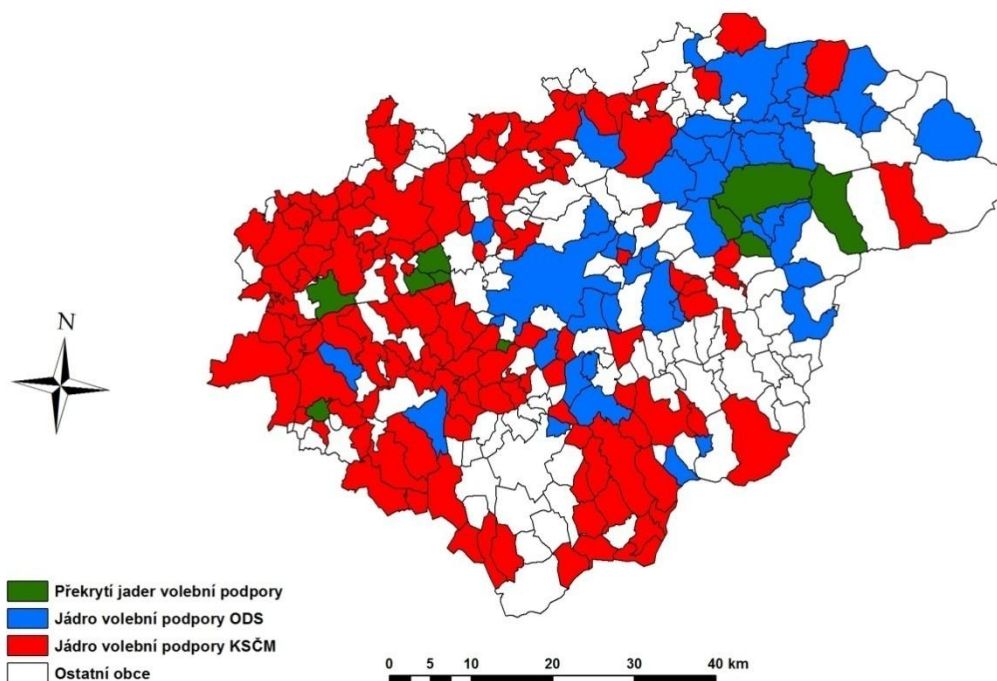 N
Překrytí jader volební podpory
Jádro volební podpory ODS
Jádro volební podpory KSČM
Ostatní obce
0 5 10 20 30 40 km